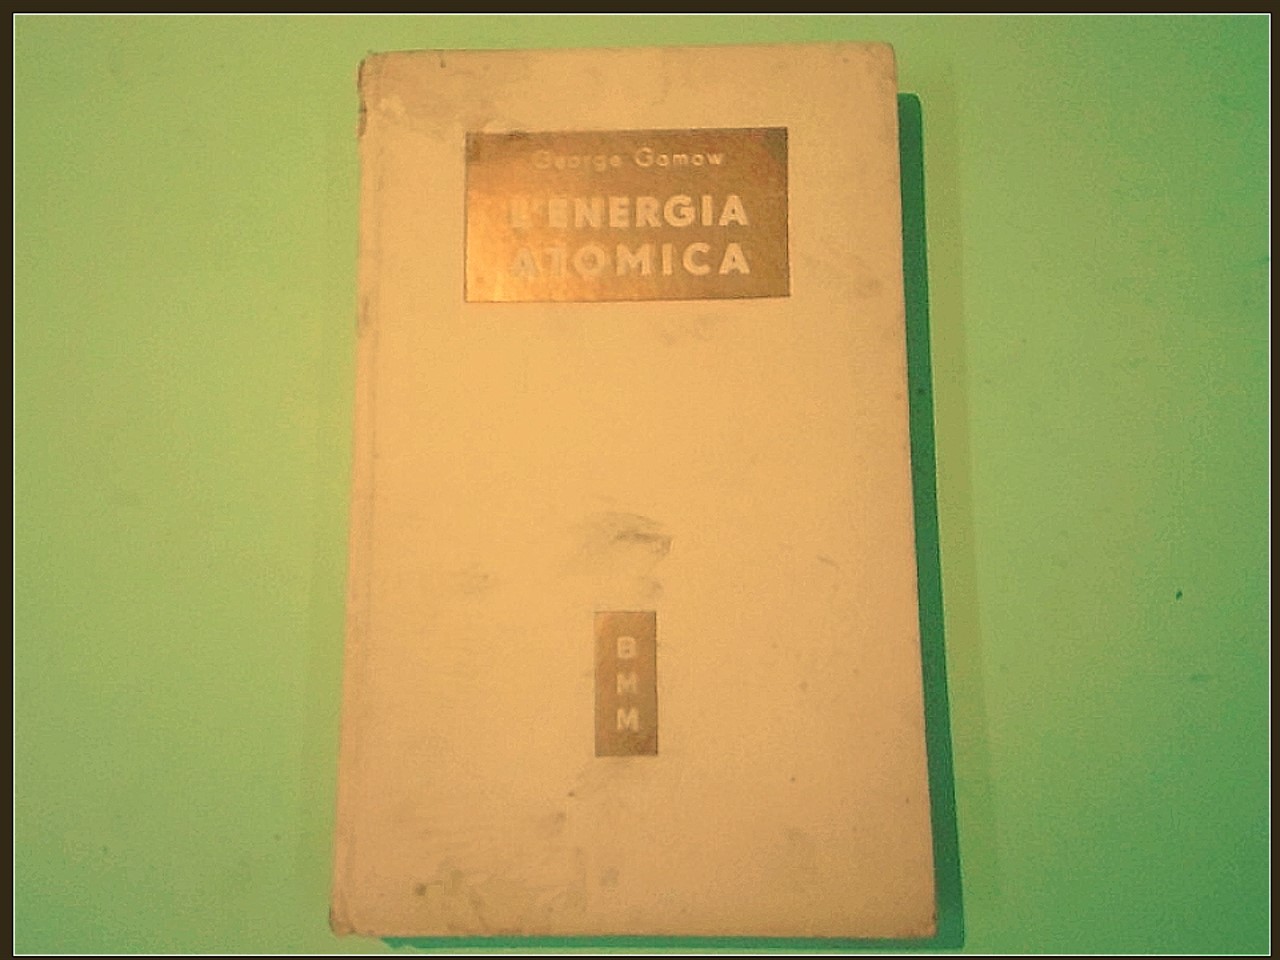 George Gamow
L'ENERGIA
ATOMICA
B
M
M